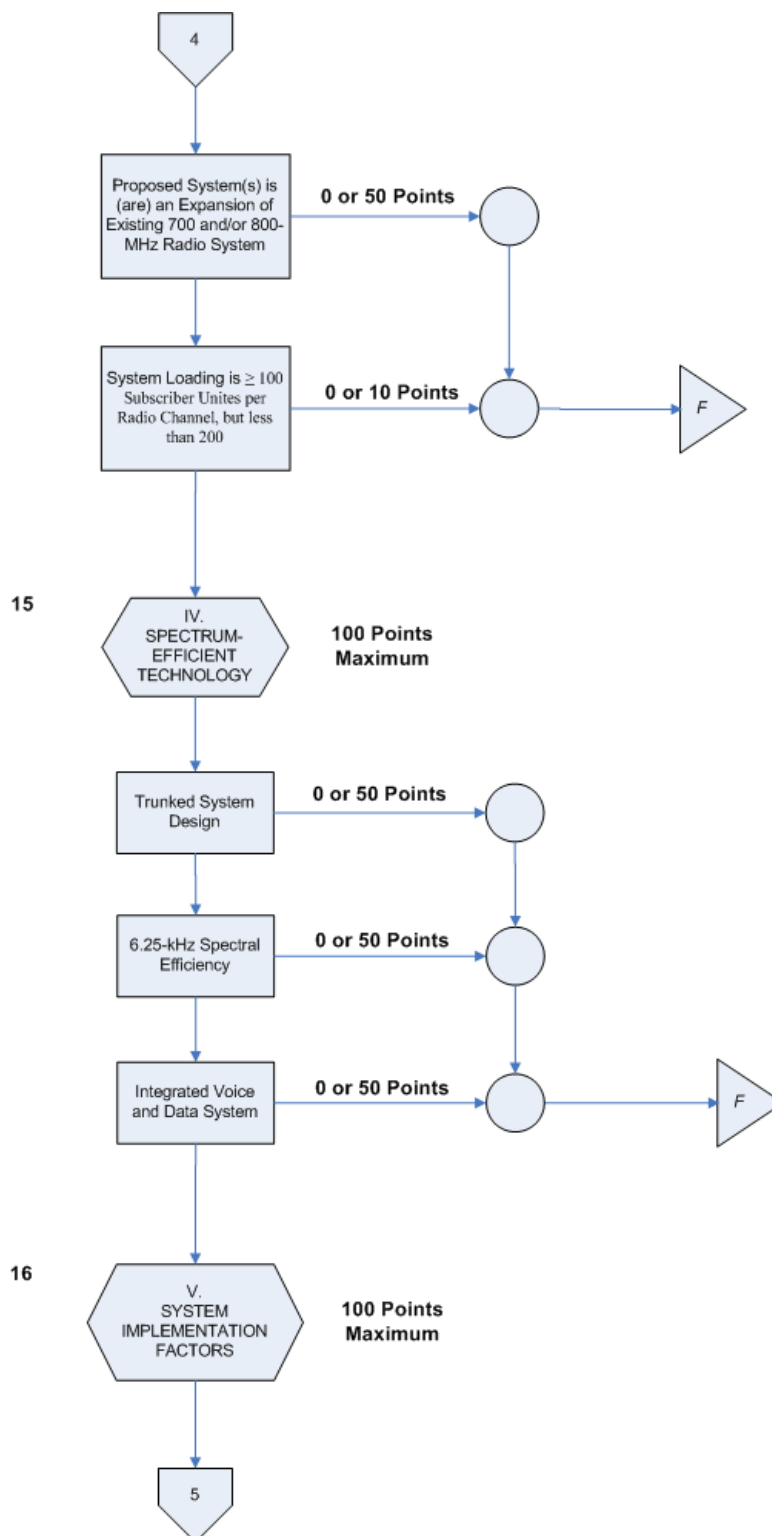 4
Proposed System(s) is
(are) an Expansion of
Existing 700 and/or 800-
MHz Radio System
0 or 50 Points
System Loading is ≥ 100
Subscriber Unites per
Radio Channel, but less
than 200
0 or 10 Points
F
15
IV.
SPECTRUM-
EFFICIENT
TECHNOLOGY
100 Points
Maximum
Trunked System
Design
0 or 50 Points
6.25-kHz Spectral
Efficiency
0 or 50 Points
Integrated Voice
and Data System
0 or 50 Points
F
16
V.
SYSTEM
IMPLEMENTATION
FACTORS
100 Points
Maximum
5